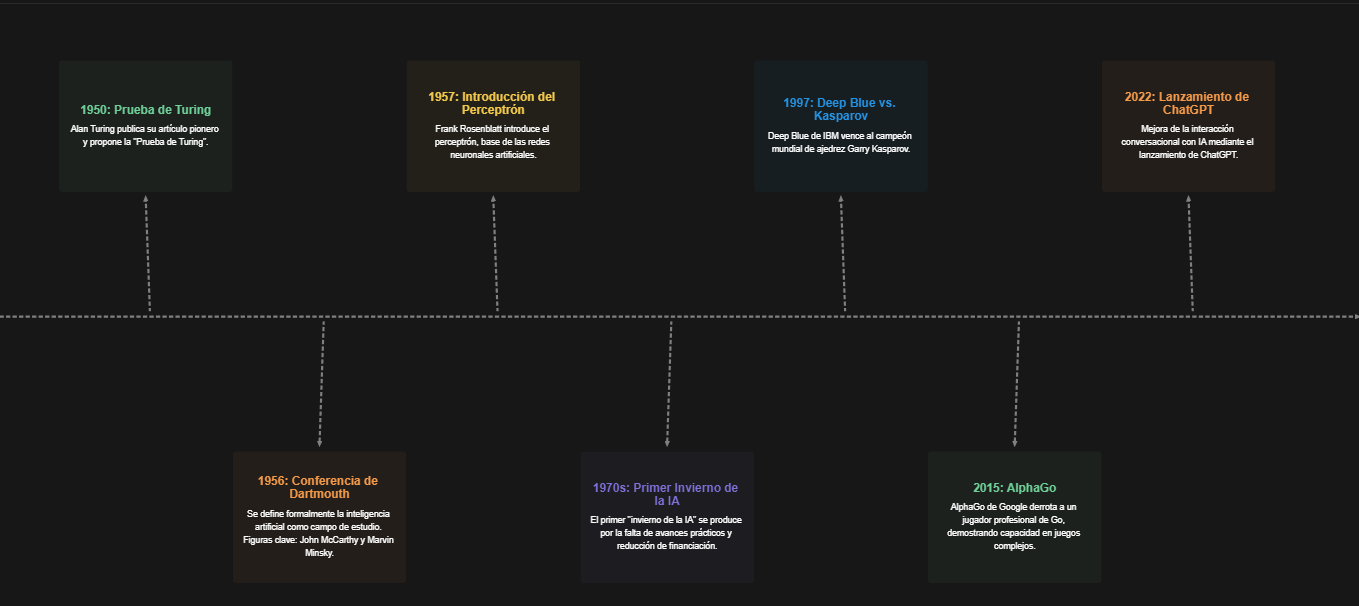 1950: Prueba de Turing
Alan Turing publica su artículo pionero
y propone la "Prueba de Turing".
1956: Conferencia de
Dartmouth
Se define formalmente la inteligencia
artificial como campo de estudio.
Figuras clave: John McCarthy y Marvin
Minsky.
1957: Introducción del
Perceptrón
Frank Rosenblatt introduce el
perceptrón, base de las redes
neuronales artificiales.
1970s: Primer Invierno de
la IA
El primer "invierno de la IA" se produce
por la falta de avances prácticos y
reducción de financiación.
1997: Deep Blue vs.
Kasparov
Deep Blue de IBM vence al campeón
mundial de ajedrez Garry Kasparov.
2015: AlphaGo
AlphaGo de Google derrota a un
jugador profesional de Go,
demostrando capacidad en juegos
complejos.
2022: Lanzamiento de
ChatGPT
Mejora de la interacción
conversacional con IA mediante el
lanzamiento de ChatGPT.